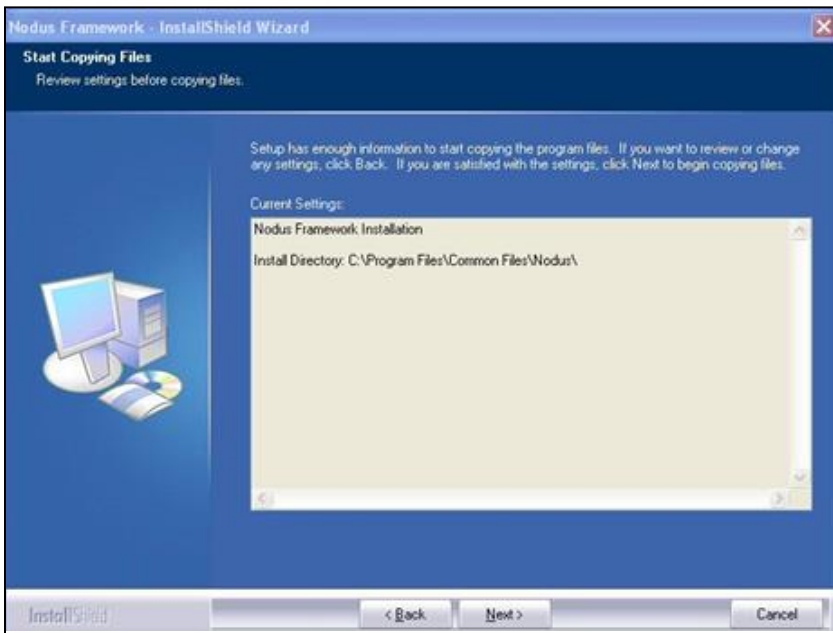 Nodus Framework - InstallShield Wizard
Start Copying Files
Review settings before copying files.
Setup has enough information to start copying the program files. If you want to review or change
any settings, click Back. If you are satisfied with the settings, click Next to begin copying files.
Current Settings:
Nodus Framework Installation
Install Directory: C:\Program Files\Common Files\Nodus\
InstallShield
< Back
Next >
Cancel